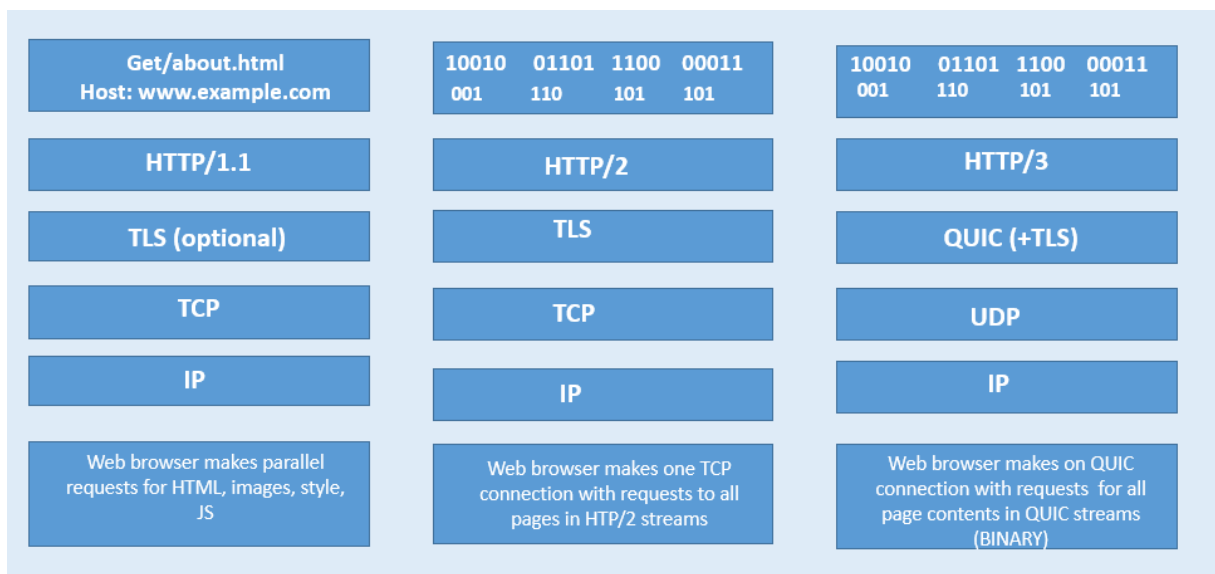 Get/about.html
Host: www.example.com
HTTP/1.1
TLS (optional)
TCP
IP
Web browser makes parallel
requests for HTML, images, style,
JS
10010 01101 1100 00011
001 110 101 101
HTTP/2
TLS
TCP
IP
Web browser makes one TCP
connection with requests to all
pages in HTP/2 streams
10010 01101 1100 00011
001 110 101 101
HTTP/3
QUIC (+TLS)
UDP
IP
Web browser makes on QUIC
connection with requests for all
page contents in QUIC streams
(BINARY)